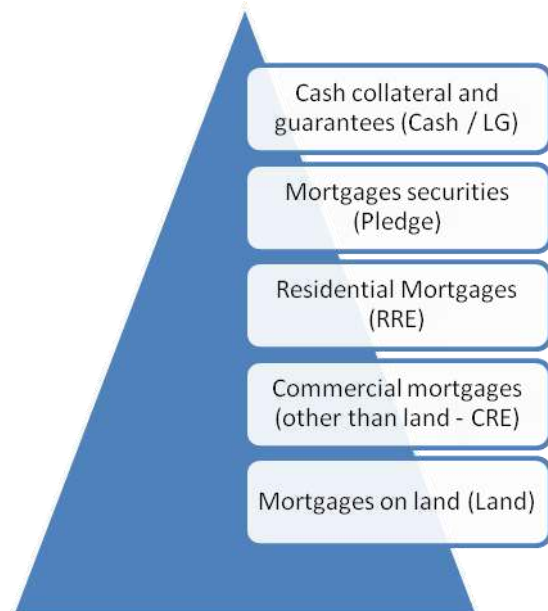 Cash collateral and
guarantees (Cash / LG)
Mortgages securities
(Pledge)
Residential Mortgages
(RRE)
Commercial mortgages
(other than land - CRE)
Mortgages on land (Land)